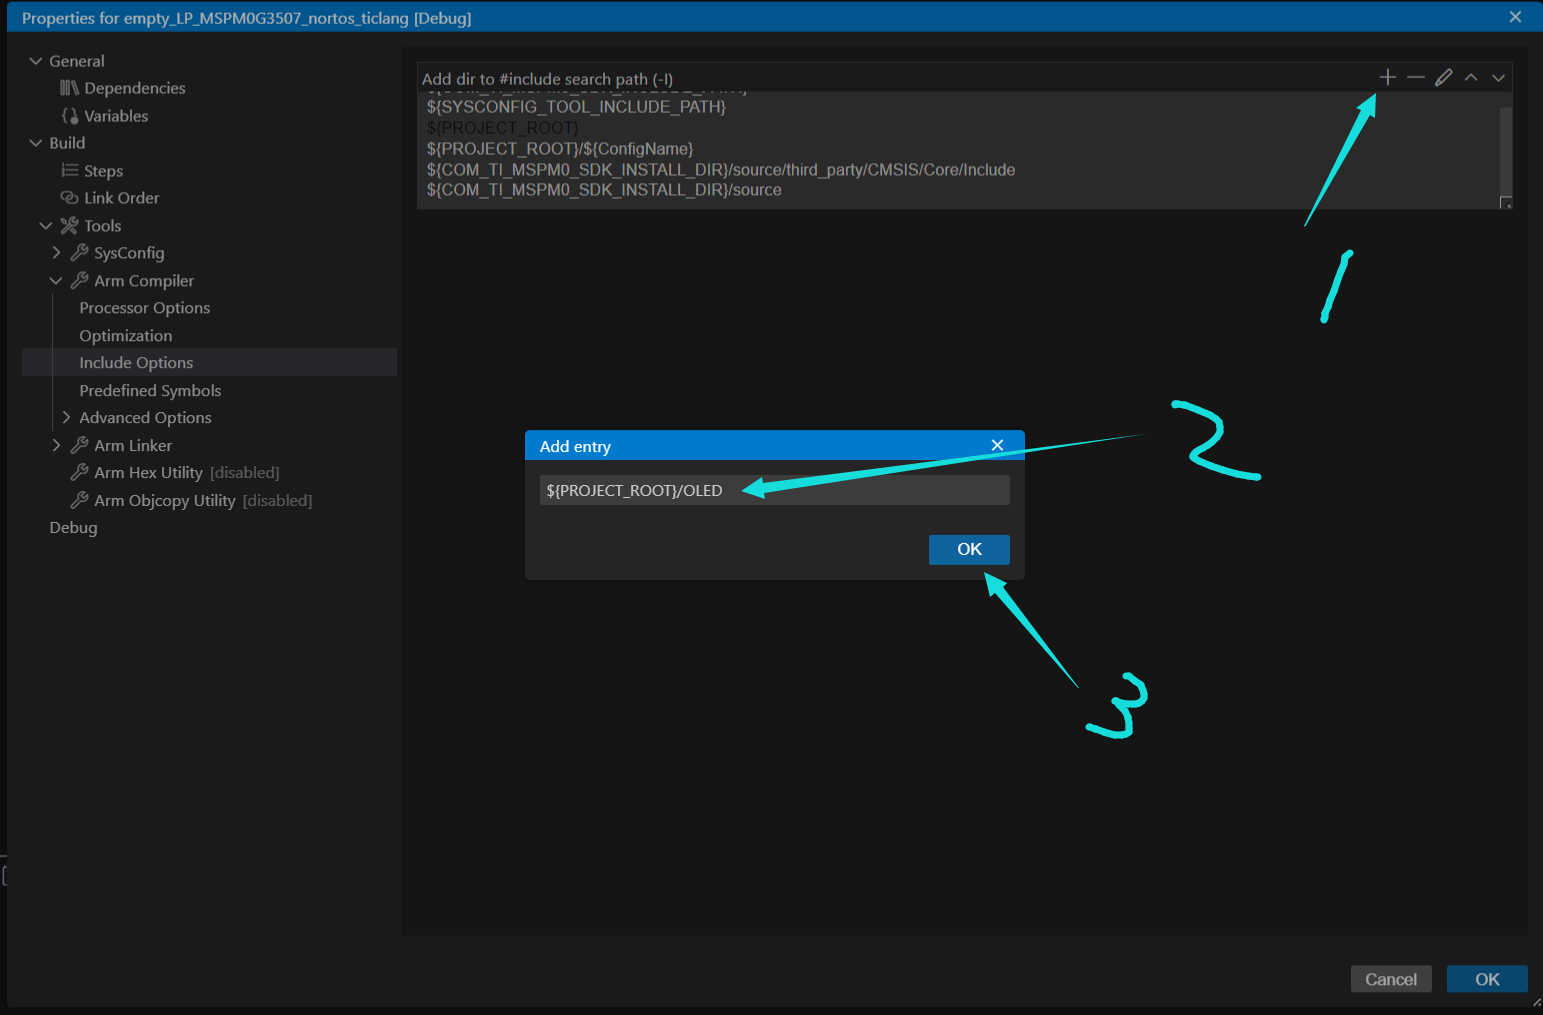 Properties for empty_LP_MSPM0G3507_nortos_ticlang [Debug]
General
Dependencies
Variables
Build
Steps
Link Order
Tools
SysConfig
Arm Compiler
Processor Options
Optimization
Include Options
Predefined Symbols
Advanced Options
Arm Linker
Arm Hex Utility [disabled]
Arm Objcopy Utility [disabled]
Debug
Add dir to #include search path (-I)
${COM_TI_MSPM0_SDK_INCLUDE_PATH}
${SYSCONFIG_TOOL_INCLUDE_PATH}
${PROJECT_ROOT}
${PROJECT_ROOT}/${ConfigName}
${COM_TI_MSPM0_SDK_INSTALL_DIR}/source/third_party/CMSIS/Core/Include
${COM_TI_MSPM0_SDK_INSTALL_DIR}/source
1
Add entry
${PROJECT_ROOT}/OLED
OK
2
3
Cancel
OK